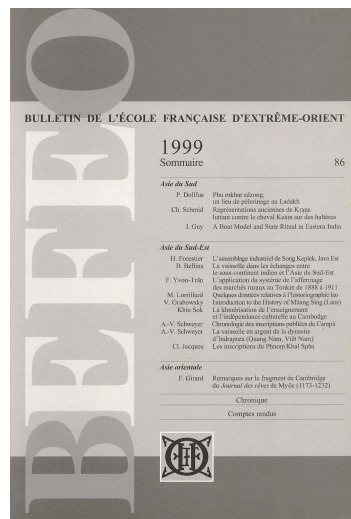 BEFEO
BULLETIN DE L'ÉCOLE FRANÇAISE D'EXTRÊME-ORIENT
1999
Sommaire 86
Asie du Sud
P. Dollfus Phu mkhar rdzong,
un lieu de pèlerinage au Ladakh
Ch. Schmid Représentations anciennes de Kṛṣṇa
luttant contre le cheval Keśin sur des haltères
J. Guy A Boat Model and State Ritual in Eastern India
Asie du Sud-Est
H. Forestier L'assemblage industriel de Song Keplek, Java Est
B. Bellina La vaisselle dans les échanges entre
le sous-continent indien et l'Asie du Sud-Est
F. Yvon-Trân L'application du système de l'affermage
des marchés ruraux au Tonkin de 1888 à 1911
M. Lorrillard Quelques données relatives à l'historiographie lao
V. Grabowsky Introduction to the History of Müang Sing (Laos)
Khin Sok La khmérisation de l'enseignement
et l'indépendance culturelle au Cambodge
A.-V. Schweyer Chronologie des inscriptions publiées du Campā
A.-V. Schweyer La vaisselle en argent de la dynastie
d'Indrapura (Quang Nam, Viêt Nam)
Cl. Jacques Les inscriptions du Phnom Kbal Spãn
Asie orientale
F. Girard Remarques sur le fragment de Cambridge
du Journal des rêves de Myōe (1173-1232)
Chronique
Comptes rendus